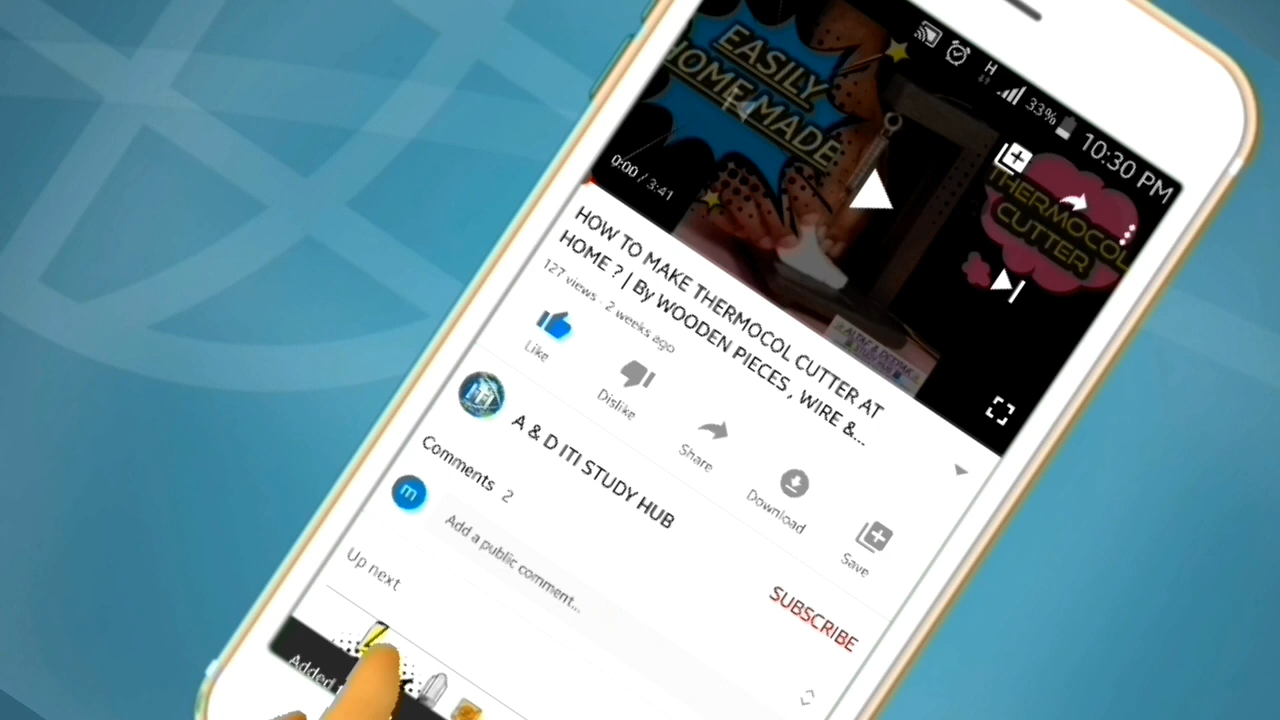 H
33%
10:30 PM
EASILY
HOME MADE
THERMOCOL
CUTTER
0:00 / 3:41
HOW TO MAKE THERMOCOL CUTTER AT
HOME ? | By WOODEN PIECES , WIRE &...
127 views . 2 weeks ago
Like
Dislike
Share
Download
Save
A & D ITI STUDY HUB
SUBSCRIBE
Comments 2
m
Add a public comment...
Up next
Added